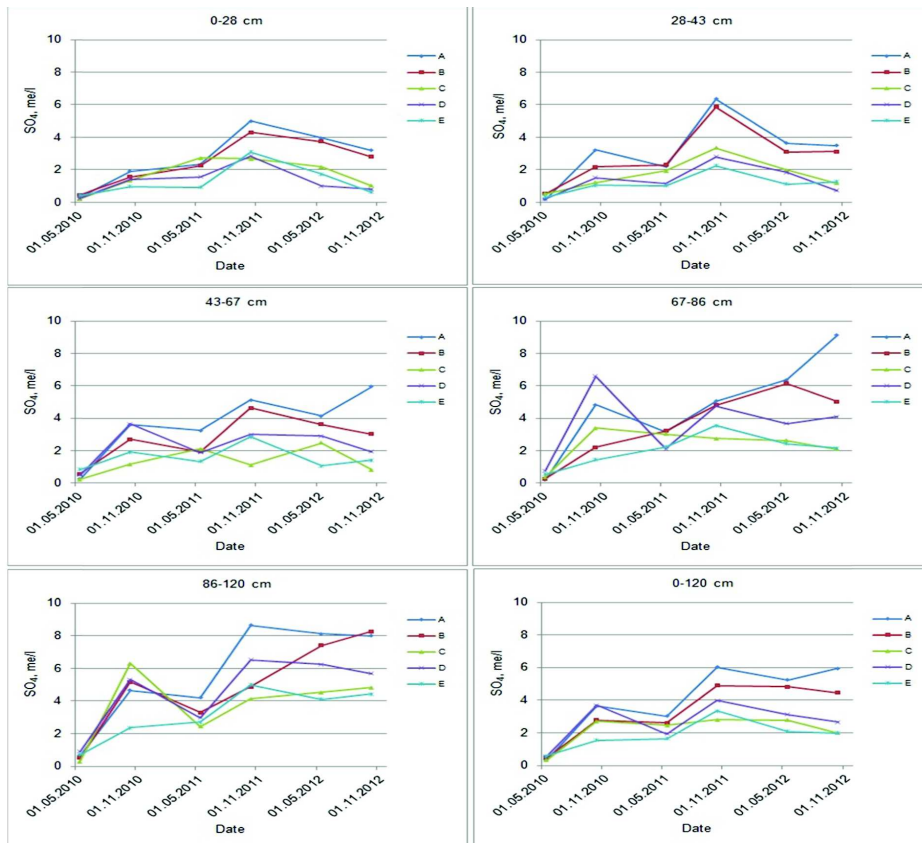 0-28 cm
10
8
6
4
2
0
SO4, me/l
01.05.2010
01.11.2010
01.05.2011
01.11.2011
01.05.2012
01.11.2012
Date
A
B
C
D
E
28-43 cm
10
8
6
4
2
0
SO4, me/l
01.05.2010
01.11.2010
01.05.2011
01.11.2011
01.05.2012
01.11.2012
Date
A
B
C
D
E
43-67 cm
10
8
6
4
2
0
SO4, me/l
01.05.2010
01.11.2010
01.05.2011
01.11.2011
01.05.2012
01.11.2012
Date
A
B
C
D
E
67-86 cm
10
8
6
4
2
0
SO4, me/l
01.05.2010
01.11.2010
01.05.2011
01.11.2011
01.05.2012
01.11.2012
Date
A
B
C
D
E
86-120 cm
10
8
6
4
2
0
SO4, me/l
01.05.2010
01.11.2010
01.05.2011
01.11.2011
01.05.2012
01.11.2012
Date
A
B
C
D
E
0-120 cm
10
8
6
4
2
0
SO4, me/l
01.05.2010
01.11.2010
01.05.2011
01.11.2011
01.05.2012
01.11.2012
Date
A
B
C
D
E